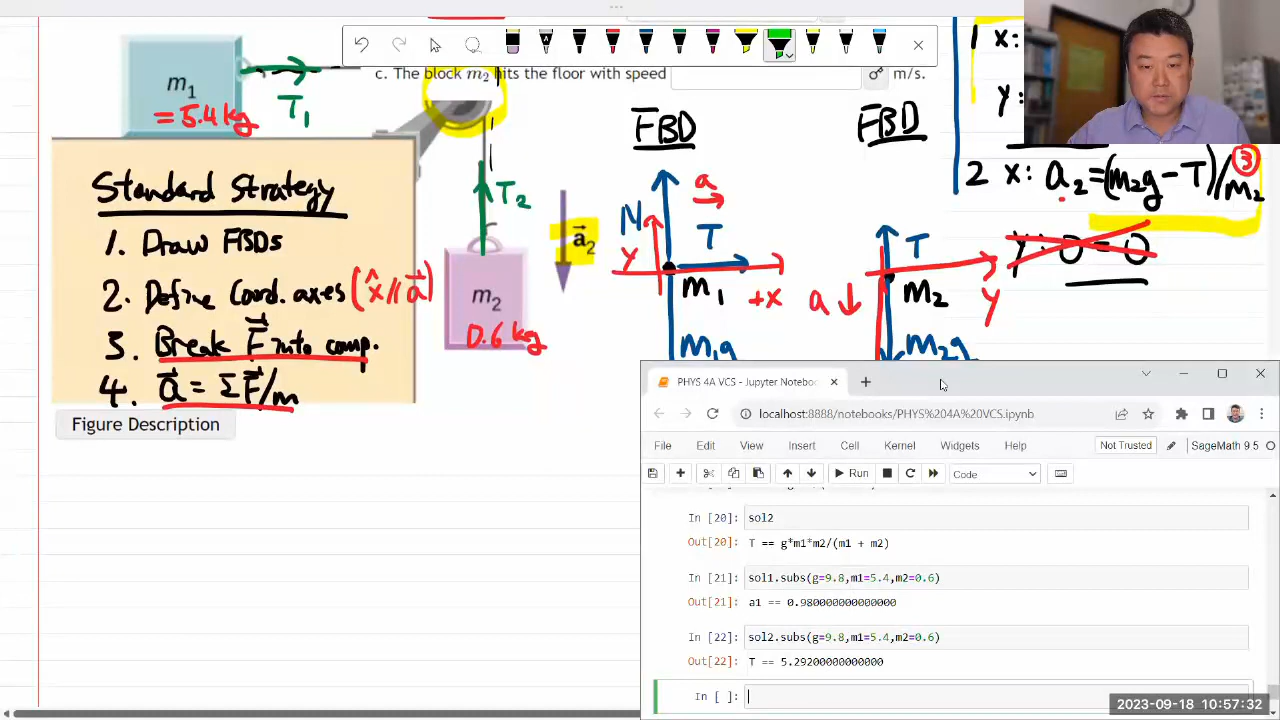 m₁
= 5.4 kg
T₁
c. The block m₂ hits the floor with speed
m/s.
Standard Strategy
1. Draw FBDs
2. Define Coord. axes (x̂ // a⃗)
3. Break F⃗ into comp.
4. a⃗ = ΣF⃗/m
Figure Description
T₂
a⃗₂
m₂
0.6 kg
FBD
a
N
T
Y
m₁
+x
m₁g
FBD
T
a
m₂
Y
m₂g
1 x:
Y:
2 x: a₂ = (m₂g - T)/m₂
3
Y: 0 = 0
PHYS 4A VCS - Jupyter Noteboo
localhost:8888/notebooks/PHYS%204A%20VCS.ipynb
File Edit View Insert Cell Kernel Widgets Help Not Trusted SageMath 9.5
Run Code
In [20]: sol2
Out[20]: T == g*m1*m2/(m1 + m2)
In [21]: sol1.subs(g=9.8,m1=5.4,m2=0.6)
Out[21]: a1 == 0.980000000000000
In [22]: sol2.subs(g=9.8,m1=5.4,m2=0.6)
Out[22]: T == 5.29200000000000
In [ ]:
2023-09-18 10:57:32